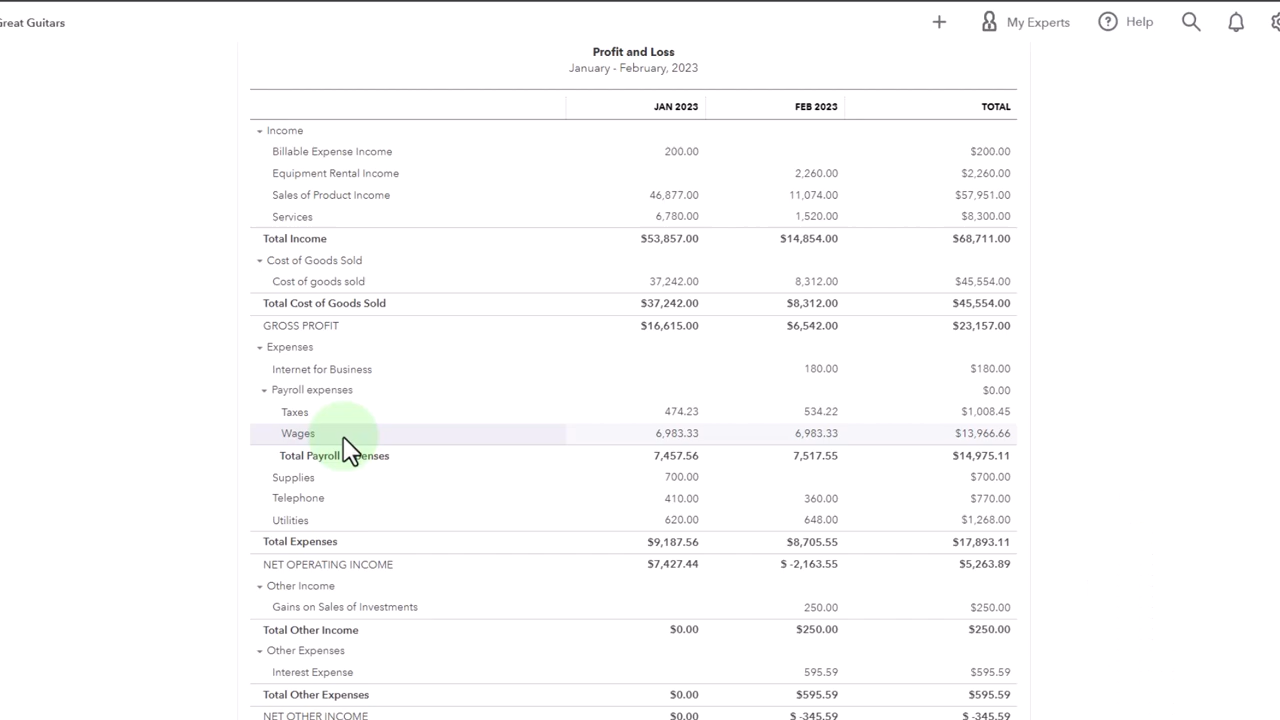 Great Guitars + My Experts Help
Profit and Loss
January - February, 2023
JAN 2023 FEB 2023 TOTAL
Income
Billable Expense Income 200.00 $200.00
Equipment Rental Income 2,260.00 $2,260.00
Sales of Product Income 46,877.00 11,074.00 $57,951.00
Services 6,780.00 1,520.00 $8,300.00
Total Income $53,857.00 $14,854.00 $68,711.00
Cost of Goods Sold
Cost of goods sold 37,242.00 8,312.00 $45,554.00
Total Cost of Goods Sold $37,242.00 $8,312.00 $45,554.00
GROSS PROFIT $16,615.00 $6,542.00 $23,157.00
Expenses
Internet for Business 180.00 $180.00
Payroll expenses $0.00
Taxes 474.23 534.22 $1,008.45
Wages 6,983.33 6,983.33 $13,966.66
Total Payroll Expenses 7,457.56 7,517.55 $14,975.11
Supplies 700.00 $700.00
Telephone 410.00 360.00 $770.00
Utilities 620.00 648.00 $1,268.00
Total Expenses $9,187.56 $8,705.55 $17,893.11
NET OPERATING INCOME $7,427.44 $ -2,163.55 $5,263.89
Other Income
Gains on Sales of Investments 250.00 $250.00
Total Other Income $0.00 $250.00 $250.00
Other Expenses
Interest Expense 595.59 $595.59
Total Other Expenses $0.00 $595.59 $595.59
NET OTHER INCOME $0.00 $ -345.59 $ -345.59